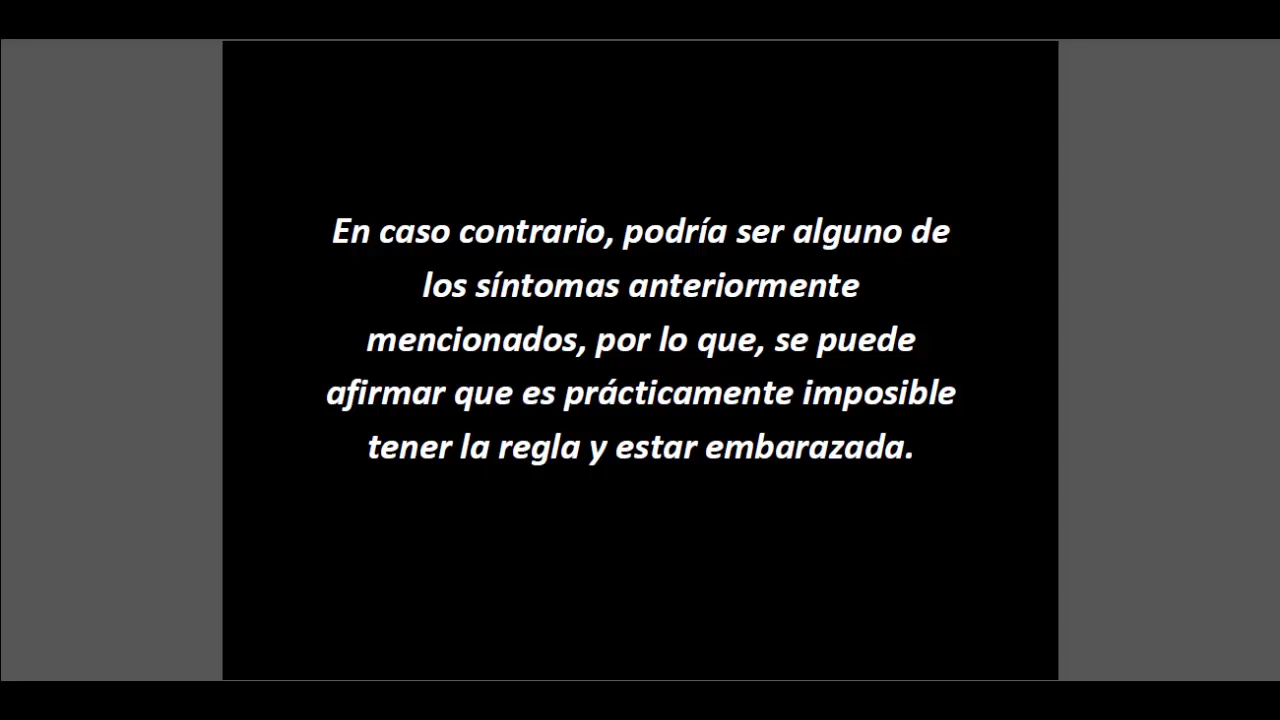 En caso contrario, podría ser alguno de
los síntomas anteriormente
mencionados, por lo que, se puede
afirmar que es prácticamente imposible
tener la regla y estar embarazada.